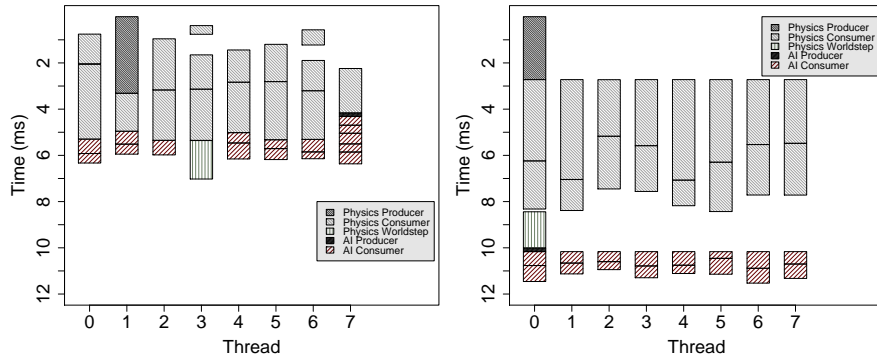 Time (ms)
2
4
6
8
10
12
Physics Producer
Physics Consumer
Physics Worldstep
AI Producer
AI Consumer
0 1 2 3 4 5 6 7
Thread
Time (ms)
2
4
6
8
10
12
Physics Producer
Physics Consumer
Physics Worldstep
AI Producer
AI Consumer
0 1 2 3 4 5 6 7
Thread